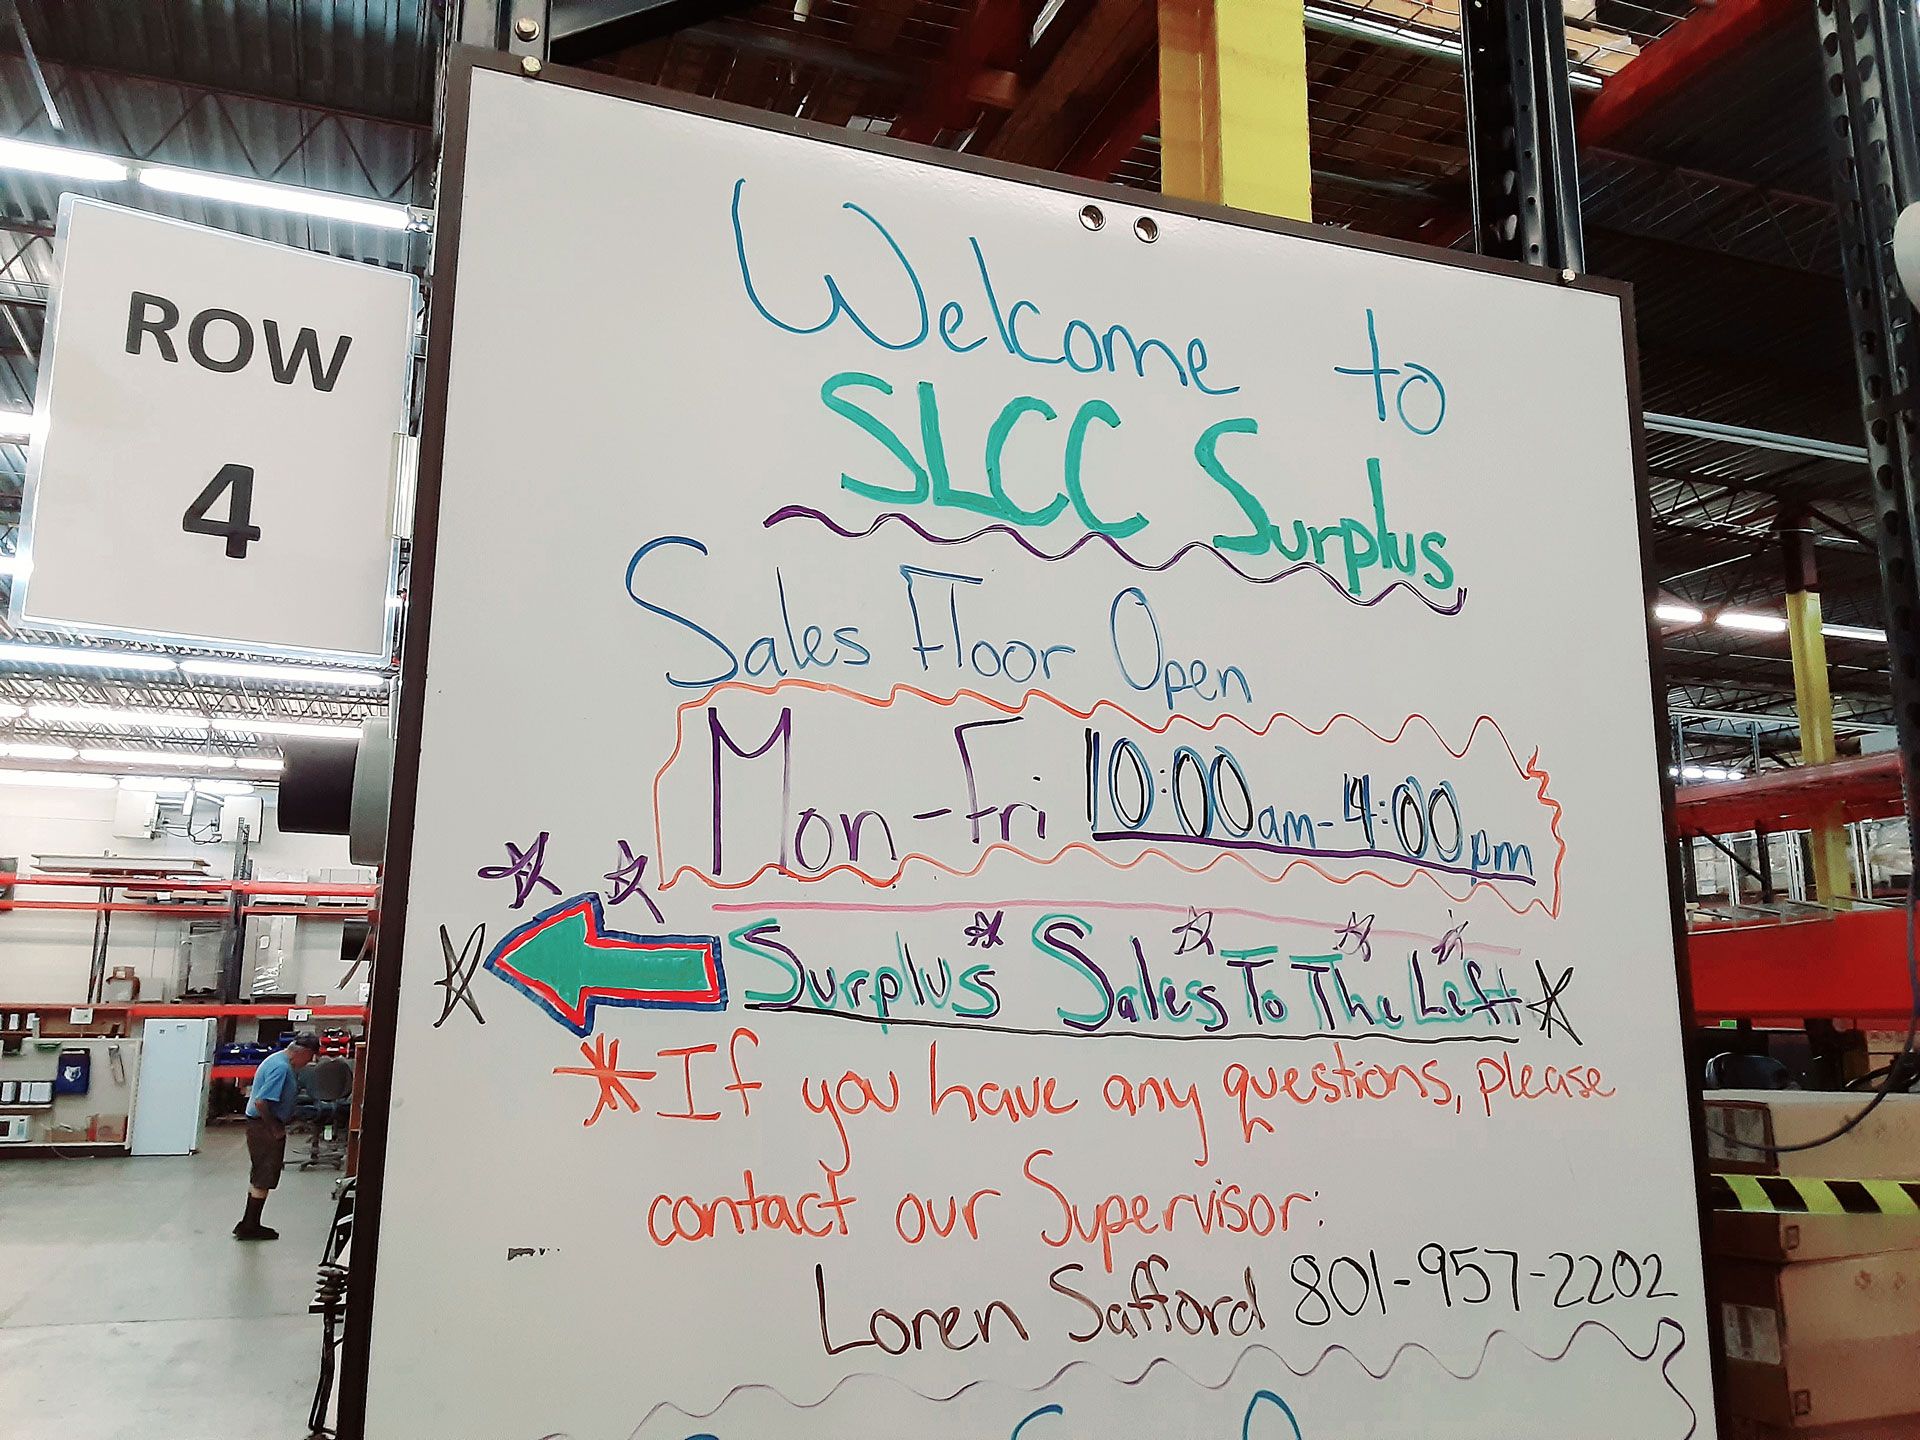 ROW
4
Welcome to
SLCC Surplus
Sales Floor Open
Mon-Fri 10:00am-4:00pm
Surplus Sales To The Left
*If you have any questions, please
contact our Supervisor:
Loren Safford 801-957-2202